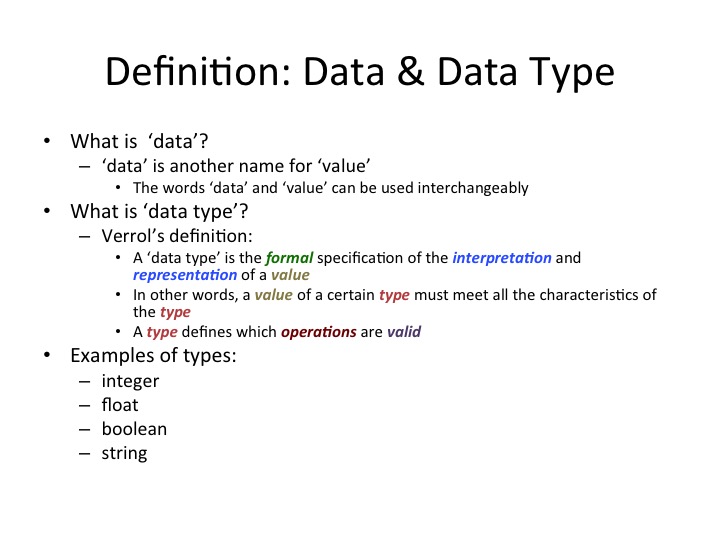 Definition: Data & Data Type
• What is ‘data’?
– ‘data’ is another name for ‘value’
• The words ‘data’ and ‘value’ can be used interchangeably
• What is ‘data type’?
– Verrol’s definition:
• A ‘data type’ is the formal specification of the interpretation and
representation of a value
• In other words, a value of a certain type must meet all the characteristics of
the type
• A type defines which operations are valid
• Examples of types:
– integer
– float
– boolean
– string